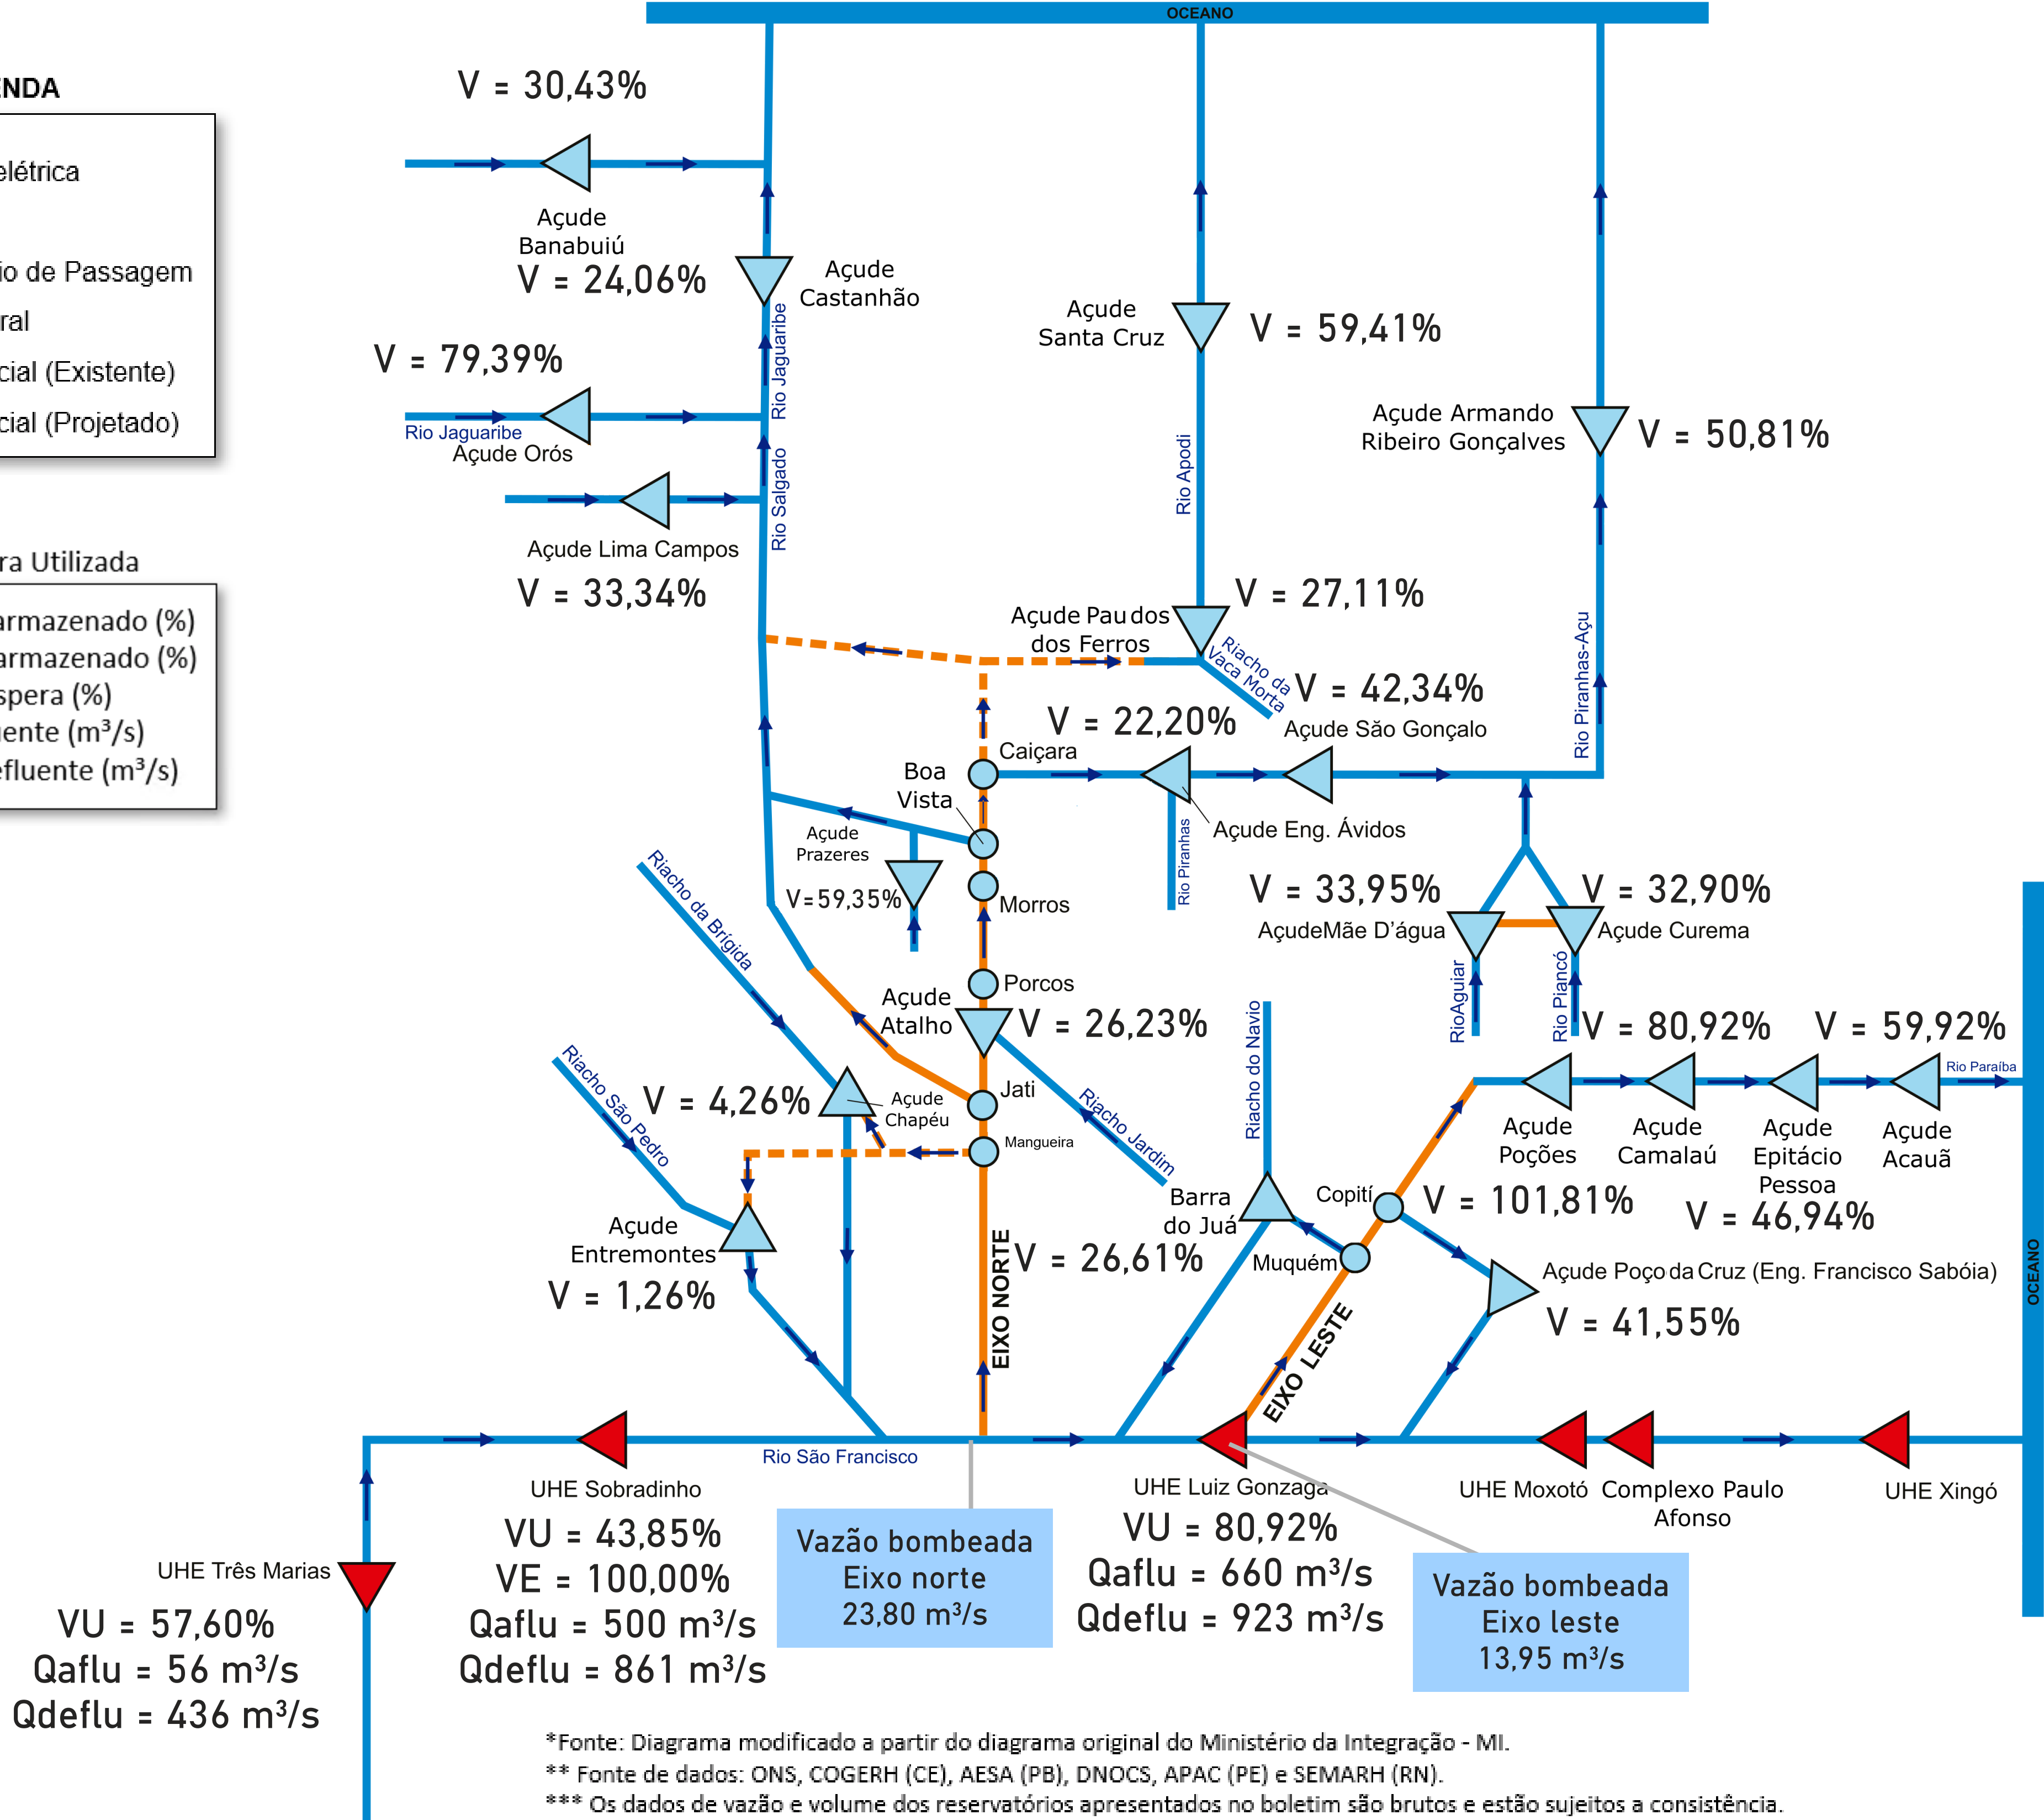 OCEANO
ENDA
elétrica
io de Passagem
ral
cial (Existente)
cial (Projetado)
ra Utilizada
armazenado (%)
armazenado (%)
spera (%)
uente (m³/s)
efluente (m³/s)
V = 30,43%
Açude
Banabuiú
V = 24,06%
Açude
Castanhão
Rio Jaguaribe
V = 79,39%
Rio Jaguaribe
Açude Orós
Rio Salgado
Açude Lima Campos
V = 33,34%
Açude
Santa Cruz
V = 59,41%
Rio Apodi
Açude Armando
Ribeiro Gonçalves
V = 50,81%
Rio Piranhas-Açu
V = 27,11%
Açude Pau dos
dos Ferros
Riacho da
Vaca Morta
V = 42,34%
Açude São Gonçalo
V = 22,20%
Caiçara
Boa
Vista
Açude Eng. Ávidos
Rio Piranhas
Açude
Prazeres
V=59,35%
Morros
Porcos
Riacho da Brígida
V = 33,95%
AçudeMãe D'água
V = 32,90%
Açude Curema
RioAguiar
Rio Piancó
Açude
Atalho
V = 26,23%
Riacho Jardim
Jati
Mangueira
Riacho São Pedro
V = 4,26%
Açude
Chapéu
Açude
Entremontes
V = 1,26%
EIXO NORTE
V = 26,61%
Riacho do Navio
Barra
do Juá
Muquém
Copití
EIXO LESTE
V = 80,92%
V = 59,92%
Rio Paraíba
Açude
Poções
Açude
Camalaú
Açude
Epitácio
Pessoa
Açude
Acauã
V = 101,81%
V = 46,94%
Açude Poço da Cruz (Eng. Francisco Sabóia)
V = 41,55%
OCEANO
Rio São Francisco
UHE Sobradinho
VU = 43,85%
VE = 100,00%
Qaflu = 500 m³/s
Qdeflu = 861 m³/s
Vazão bombeada
Eixo norte
23,80 m³/s
UHE Luiz Gonzaga
VU = 80,92%
Qaflu = 660 m³/s
Qdeflu = 923 m³/s
Vazão bombeada
Eixo leste
13,95 m³/s
UHE Moxotó
Complexo Paulo
Afonso
UHE Xingó
UHE Três Marias
VU = 57,60%
Qaflu = 56 m³/s
Qdeflu = 436 m³/s
*Fonte: Diagrama modificado a partir do diagrama original do Ministério da Integração - MI.
** Fonte de dados: ONS, COGERH (CE), AESA (PB), DNOCS, APAC (PE) e SEMARH (RN).
*** Os dados de vazão e volume dos reservatórios apresentados no boletim são brutos e estão sujeitos a consistência.